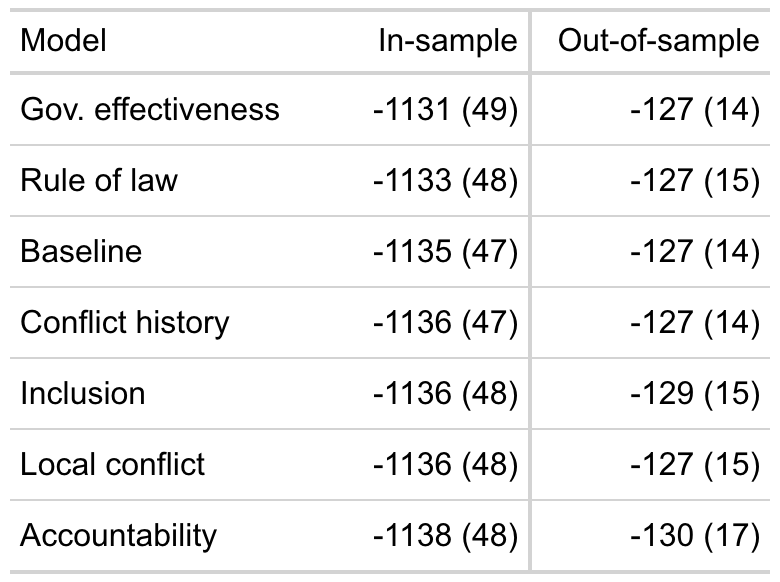 Model In-sample Out-of-sample
Gov. effectiveness -1131 (49) -127 (14)
Rule of law -1133 (48) -127 (15)
Baseline -1135 (47) -127 (14)
Conflict history -1136 (47) -127 (14)
Inclusion -1136 (48) -129 (15)
Local conflict -1136 (48) -127 (15)
Accountability -1138 (48) -130 (17)